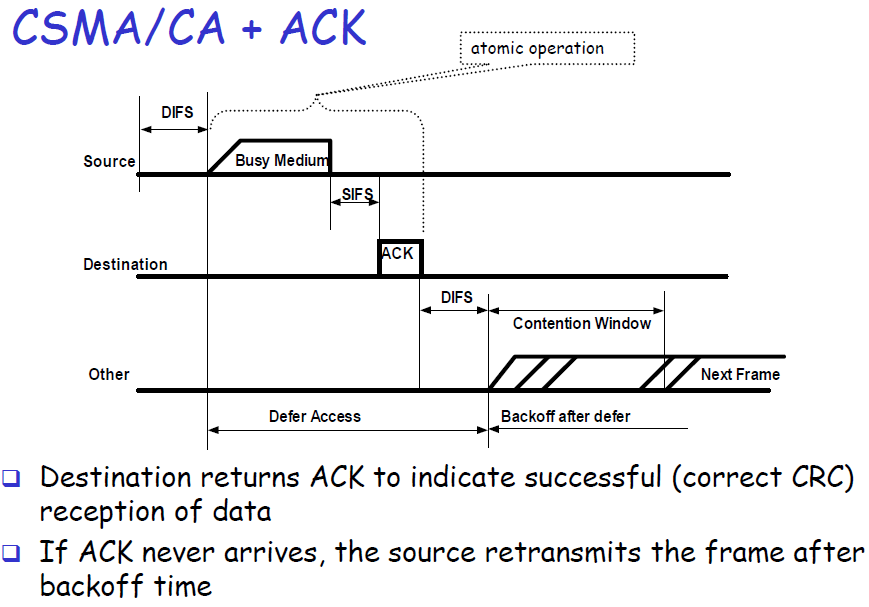 CSMA/CA + ACK
atomic operation
DIFS
Source
Busy Medium
SIFS
ACK
Destination
DIFS
Contention Window
Other
Next Frame
Defer Access
Backoff after defer
Destination returns ACK to indicate successful (correct CRC)
reception of data
If ACK never arrives, the source retransmits the frame after
backoff time